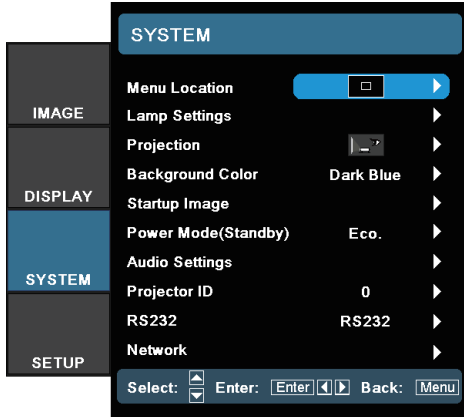 SYSTEM
IMAGE
DISPLAY
SYSTEM
SETUP
Menu Location
Lamp Settings
Projection
Background Color Dark Blue
Startup Image
Power Mode(Standby) Eco.
Audio Settings
Projector ID 0
RS232 RS232
Network
Select: Enter: Enter Back: Menu